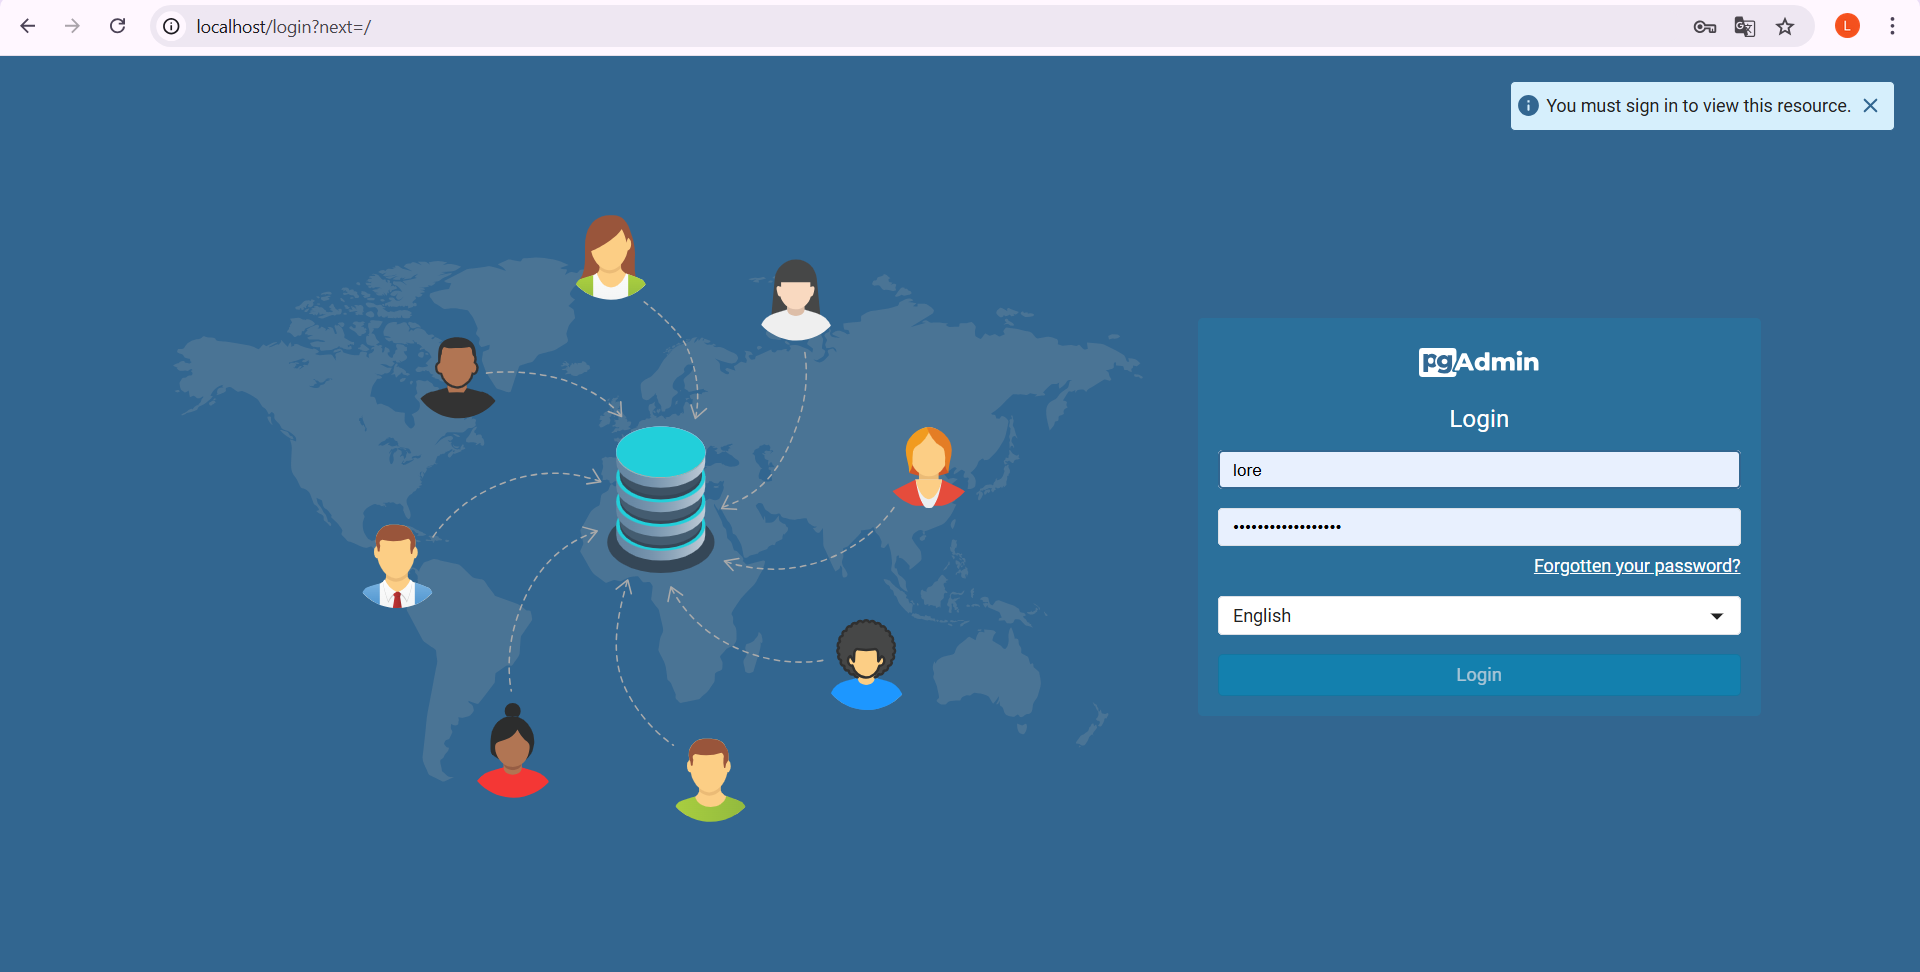 localhost/login?next=/
L
You must sign in to view this resource.
pgAdmin
Login
lore
••••••••••••••••••
Forgotten your password?
English
Login